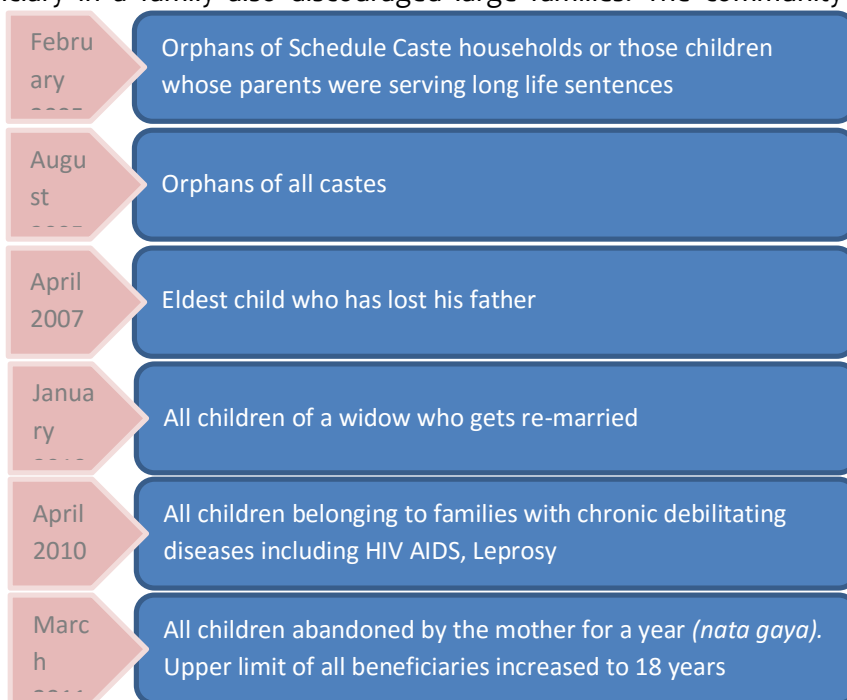 in a family also discouraged large families. The community
Febru
ary
Orphans of Schedule Caste households or those children
whose parents were serving long life sentences
Augu
st
Orphans of all castes
April
2007
Eldest child who has lost his father
Janua
ry
All children of a widow who gets re-married
April
2010
All children belonging to families with chronic debilitating
diseases including HIV AIDS, Leprosy
Marc
h
All children abandoned by the mother for a year (nata gaya).
Upper limit of all beneficiaries increased to 18 years